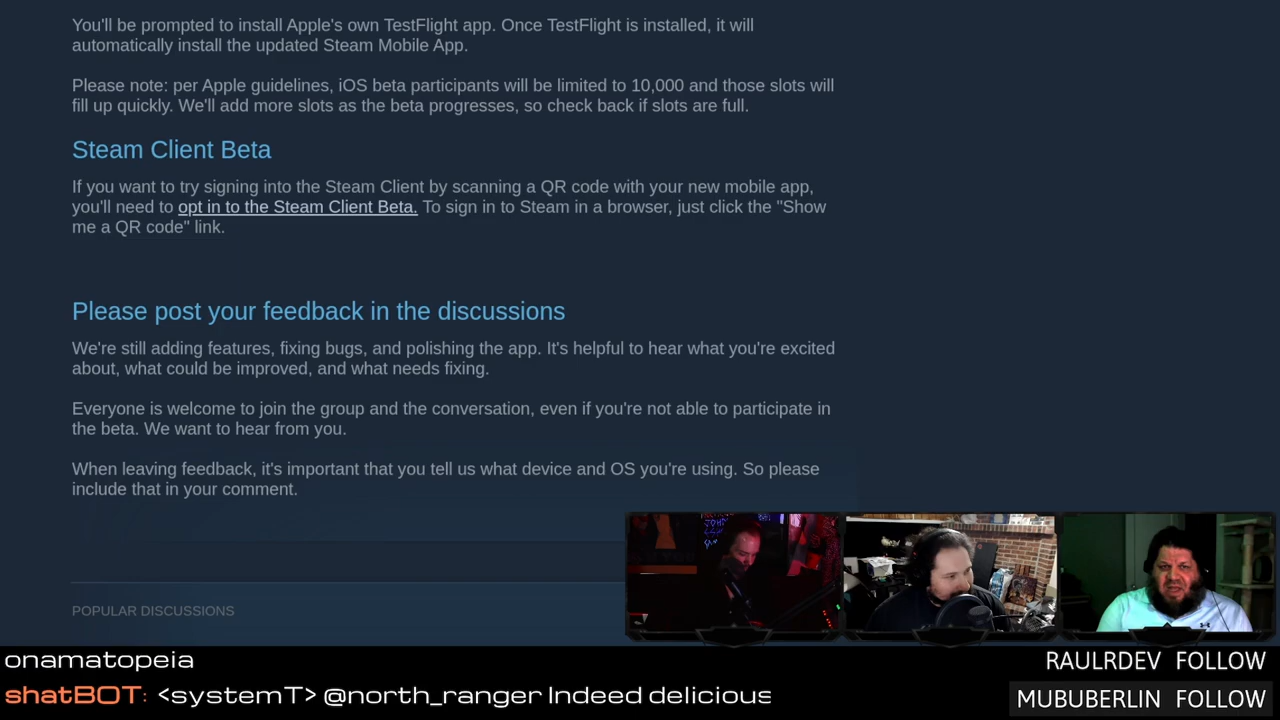 You'll be prompted to install Apple's own TestFlight app. Once TestFlight is installed, it will
automatically install the updated Steam Mobile App.
Please note: per Apple guidelines, iOS beta participants will be limited to 10,000 and those slots will
fill up quickly. We'll add more slots as the beta progresses, so check back if slots are full.
Steam Client Beta
If you want to try signing into the Steam Client by scanning a QR code with your new mobile app,
you'll need to opt in to the Steam Client Beta. To sign in to Steam in a browser, just click the "Show
me a QR code" link.
Please post your feedback in the discussions
We're still adding features, fixing bugs, and polishing the app. It's helpful to hear what you're excited
about, what could be improved, and what needs fixing.
Everyone is welcome to join the group and the conversation, even if you're not able to participate in
the beta. We want to hear from you.
When leaving feedback, it's important that you tell us what device and OS you're using. So please
include that in your comment.
POPULAR DISCUSSIONS
onamatopeia
shatBOT: <systemT> @north_ranger Indeed delicious
RAULRDEV FOLLOW
MUBUBERLIN FOLLOW